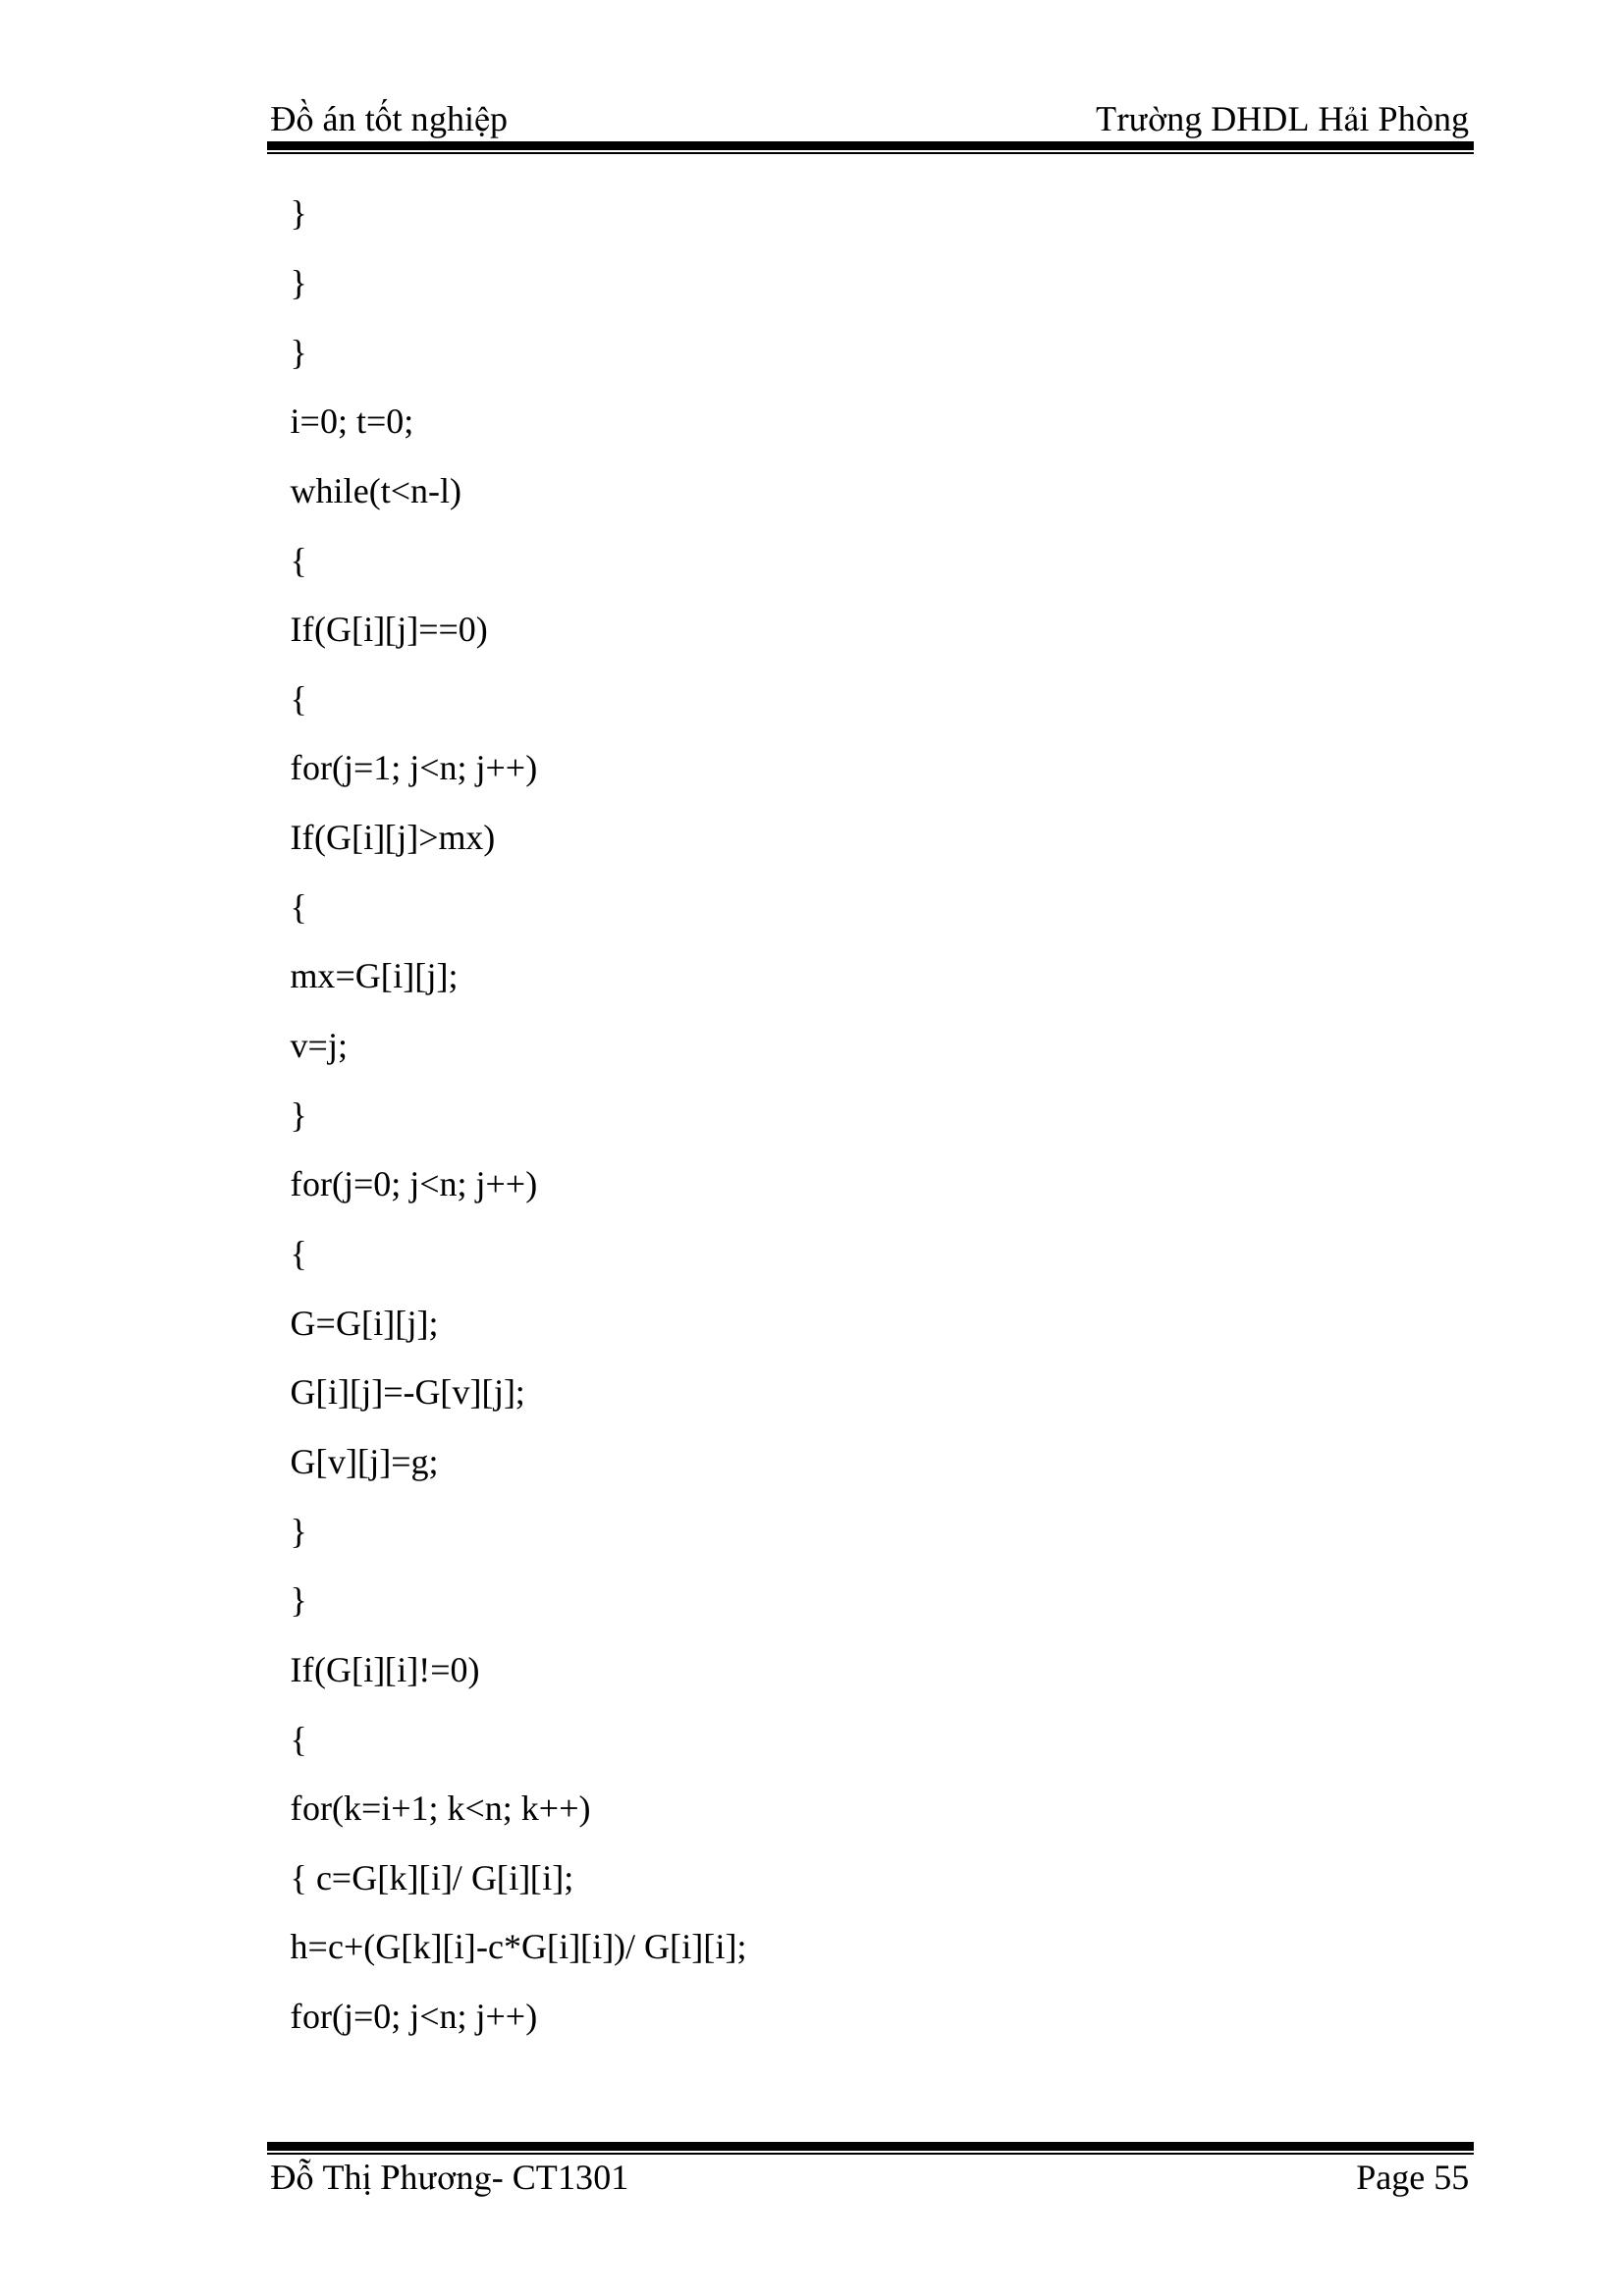 Đồ án tốt nghiệp Trường DHDL Hải Phòng
}
}
}
i=0; t=0;
while(t<n-l)
{
If(G[i][j]==0)
{
for(j=1; j<n; j++)
If(G[i][j]>mx)
{
mx=G[i][j];
v=j;
}
for(j=0; j<n; j++)
{
G=G[i][j];
G[i][j]=-G[v][j];
G[v][j]=g;
}
}
If(G[i][i]!=0)
{
for(k=i+1; k<n; k++)
{ c=G[k][i]/ G[i][i];
h=c+(G[k][i]-c*G[i][i])/ G[i][i];
for(j=0; j<n; j++)
Đỗ Thị Phương- CT1301 Page 55